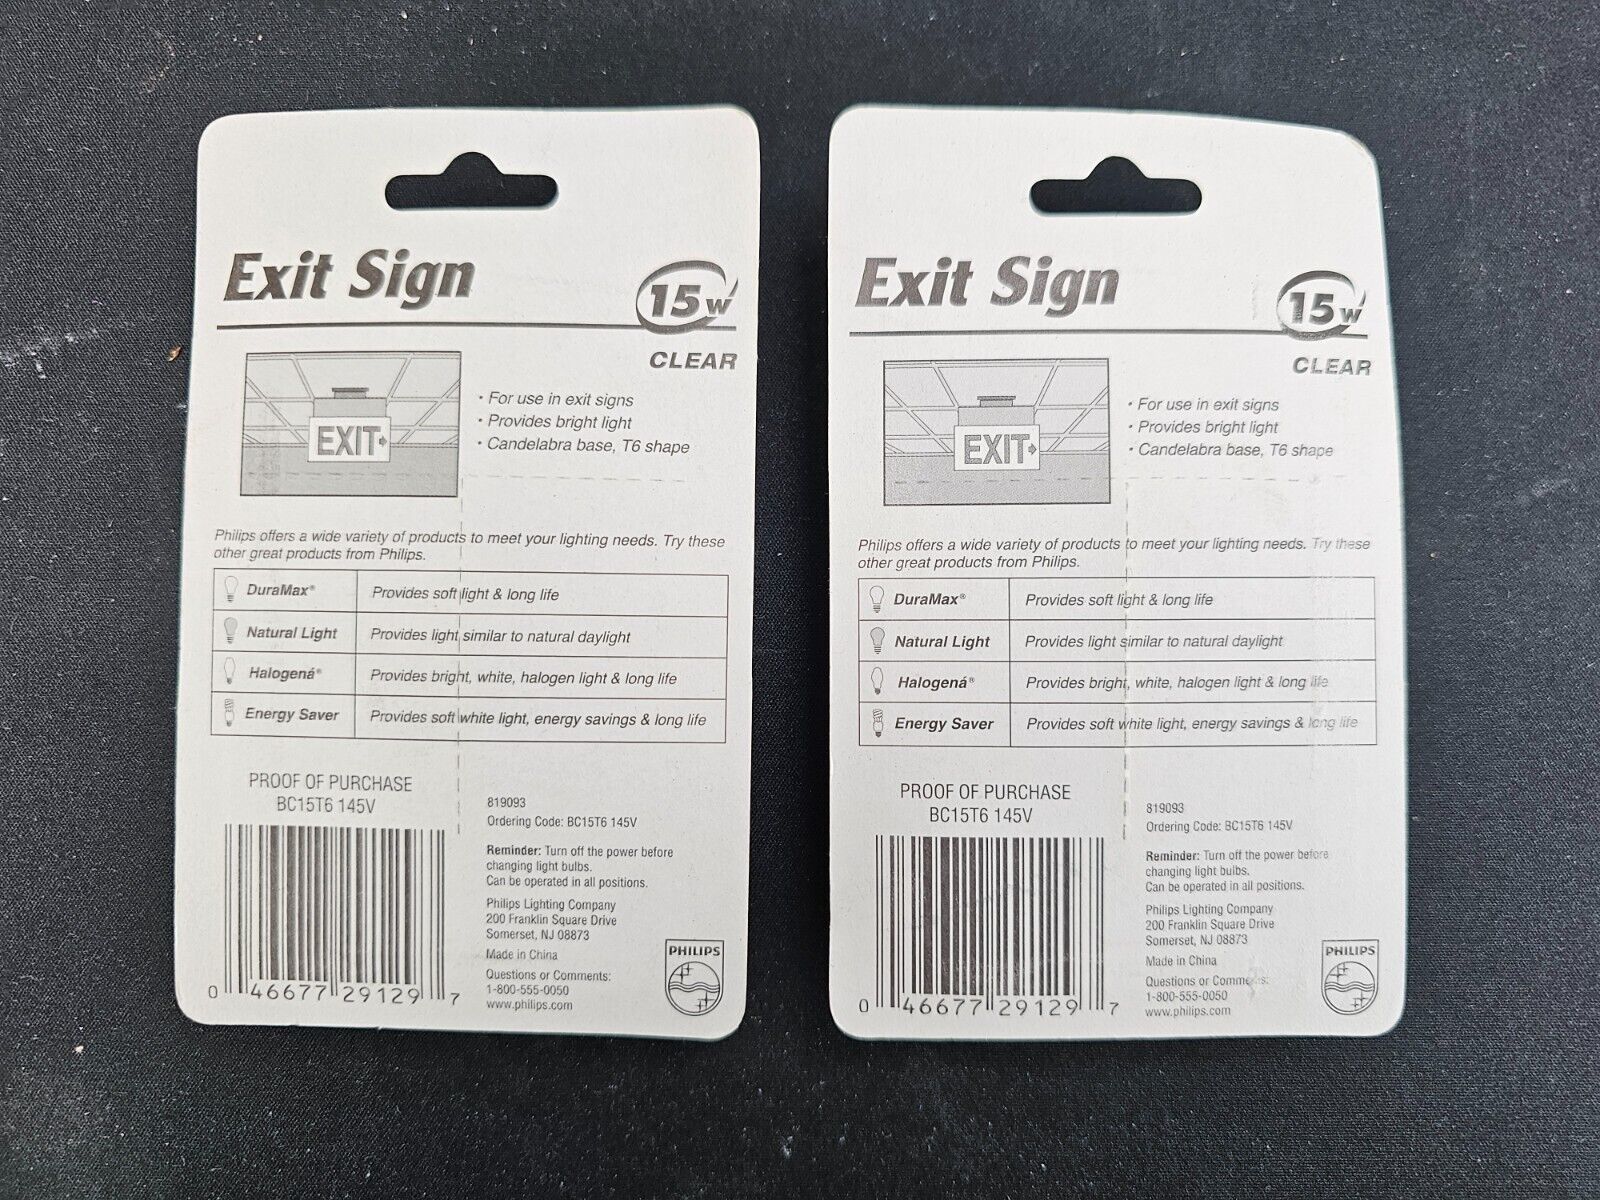 Exit Sign
15w
CLEAR
EXIT
• For use in exit signs
• Provides bright light
• Candelabra base, T6 shape
Philips offers a wide variety of products to meet your lighting needs. Try these
other great products from Philips.
DuraMax® Provides soft light & long life
Natural Light Provides light similar to natural daylight
Halogená® Provides bright, white, halogen light & long life
Energy Saver Provides soft white light, energy savings & long life
PROOF OF PURCHASE
BC15T6 145V
0 46677 29129 7
819093
Ordering Code: BC15T6 145V
Reminder: Turn off the power before
changing light bulbs.
Can be operated in all positions.
Philips Lighting Company
200 Franklin Square Drive
Somerset, NJ 08873
Made in China
Questions or Comments:
1-800-555-0050
www.philips.com
PHILIPS
Exit Sign
15w
CLEAR
EXIT
• For use in exit signs
• Provides bright light
• Candelabra base, T6 shape
Philips offers a wide variety of products to meet your lighting needs. Try these
other great products from Philips.
DuraMax® Provides soft light & long life
Natural Light Provides light similar to natural daylight
Halogená® Provides bright, white, halogen light & long life
Energy Saver Provides soft white light, energy savings & long life
PROOF OF PURCHASE
BC15T6 145V
0 46677 29129 7
819093
Ordering Code: BC15T6 145V
Reminder: Turn off the power before
changing light bulbs.
Can be operated in all positions.
Philips Lighting Company
200 Franklin Square Drive
Somerset, NJ 08873
Made in China
Questions or Comments:
1-800-555-0050
www.philips.com
PHILIPS